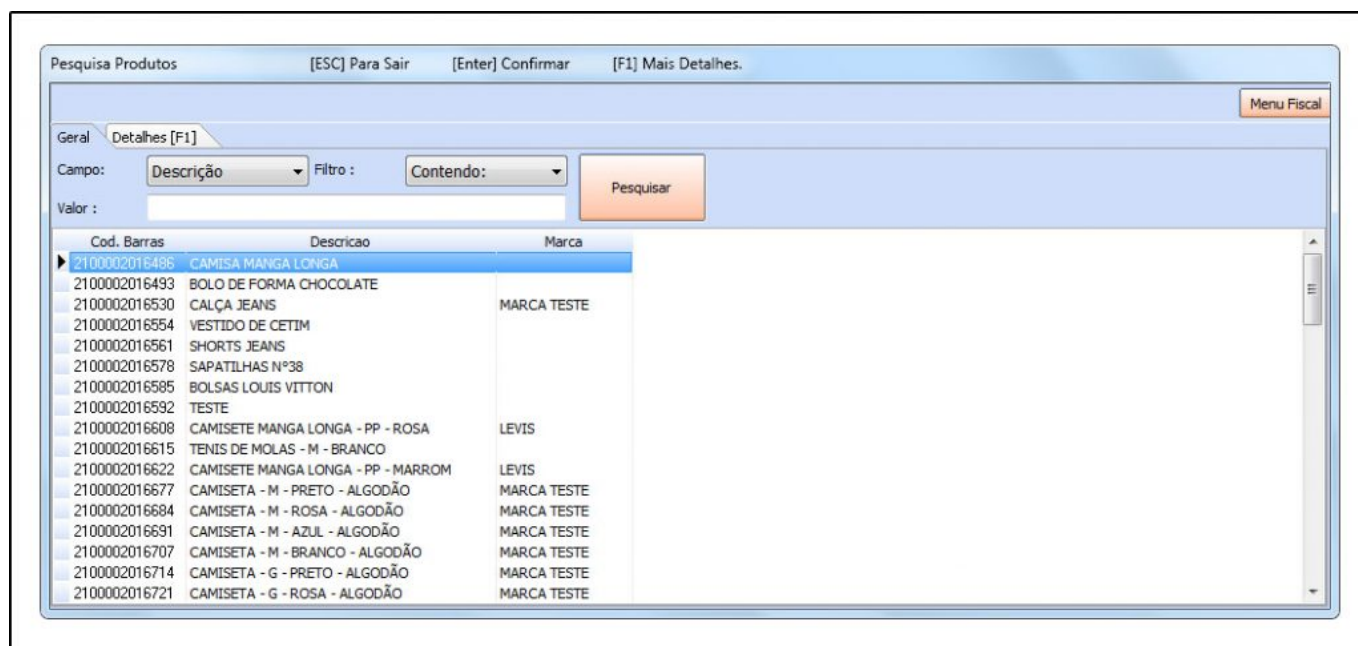 Pesquisa Produtos [ESC] Para Sair [Enter] Confirmar [F1] Mais Detalhes.
Menu Fiscal
Geral Detalhes [F1]
Campo: Descrição Filtro : Contendo: Pesquisar
Valor :
Cod. Barras Descricao Marca
2100002016486 CAMISA MANGA LONGA
2100002016493 BOLO DE FORMA CHOCOLATE
2100002016530 CALÇA JEANS MARCA TESTE
2100002016554 VESTIDO DE CETIM
2100002016561 SHORTS JEANS
2100002016578 SAPATILHAS Nº38
2100002016585 BOLSAS LOUIS VITTON
2100002016592 TESTE
2100002016608 CAMISETE MANGA LONGA - PP - ROSA LEVIS
2100002016615 TENIS DE MOLAS - M - BRANCO
2100002016622 CAMISETE MANGA LONGA - PP - MARROM LEVIS
2100002016677 CAMISETA - M - PRETO - ALGODÃO MARCA TESTE
2100002016684 CAMISETA - M - ROSA - ALGODÃO MARCA TESTE
2100002016691 CAMISETA - M - AZUL - ALGODÃO MARCA TESTE
2100002016707 CAMISETA - M - BRANCO - ALGODÃO MARCA TESTE
2100002016714 CAMISETA - G - PRETO - ALGODÃO MARCA TESTE
2100002016721 CAMISETA - G - ROSA - ALGODÃO MARCA TESTE